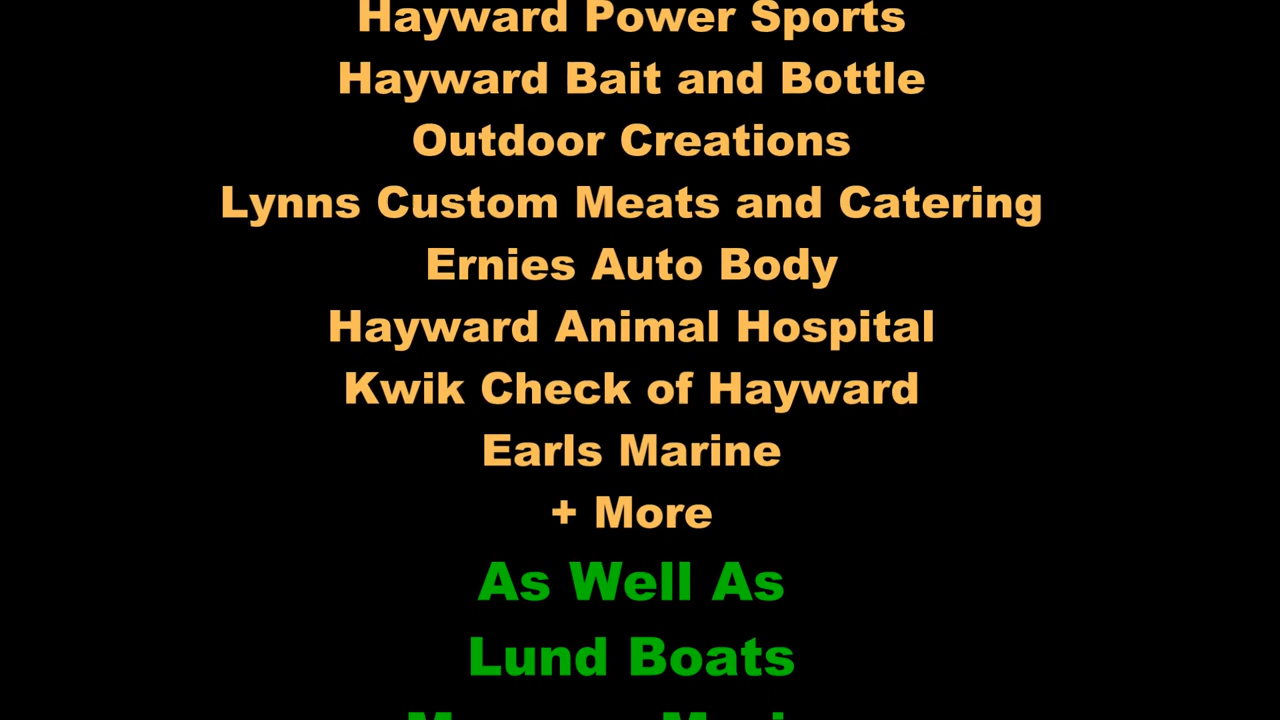 Hayward Power Sports
Hayward Bait and Bottle
Outdoor Creations
Lynns Custom Meats and Catering
Ernies Auto Body
Hayward Animal Hospital
Kwik Check of Hayward
Earls Marine
+ More
As Well As
Lund Boats